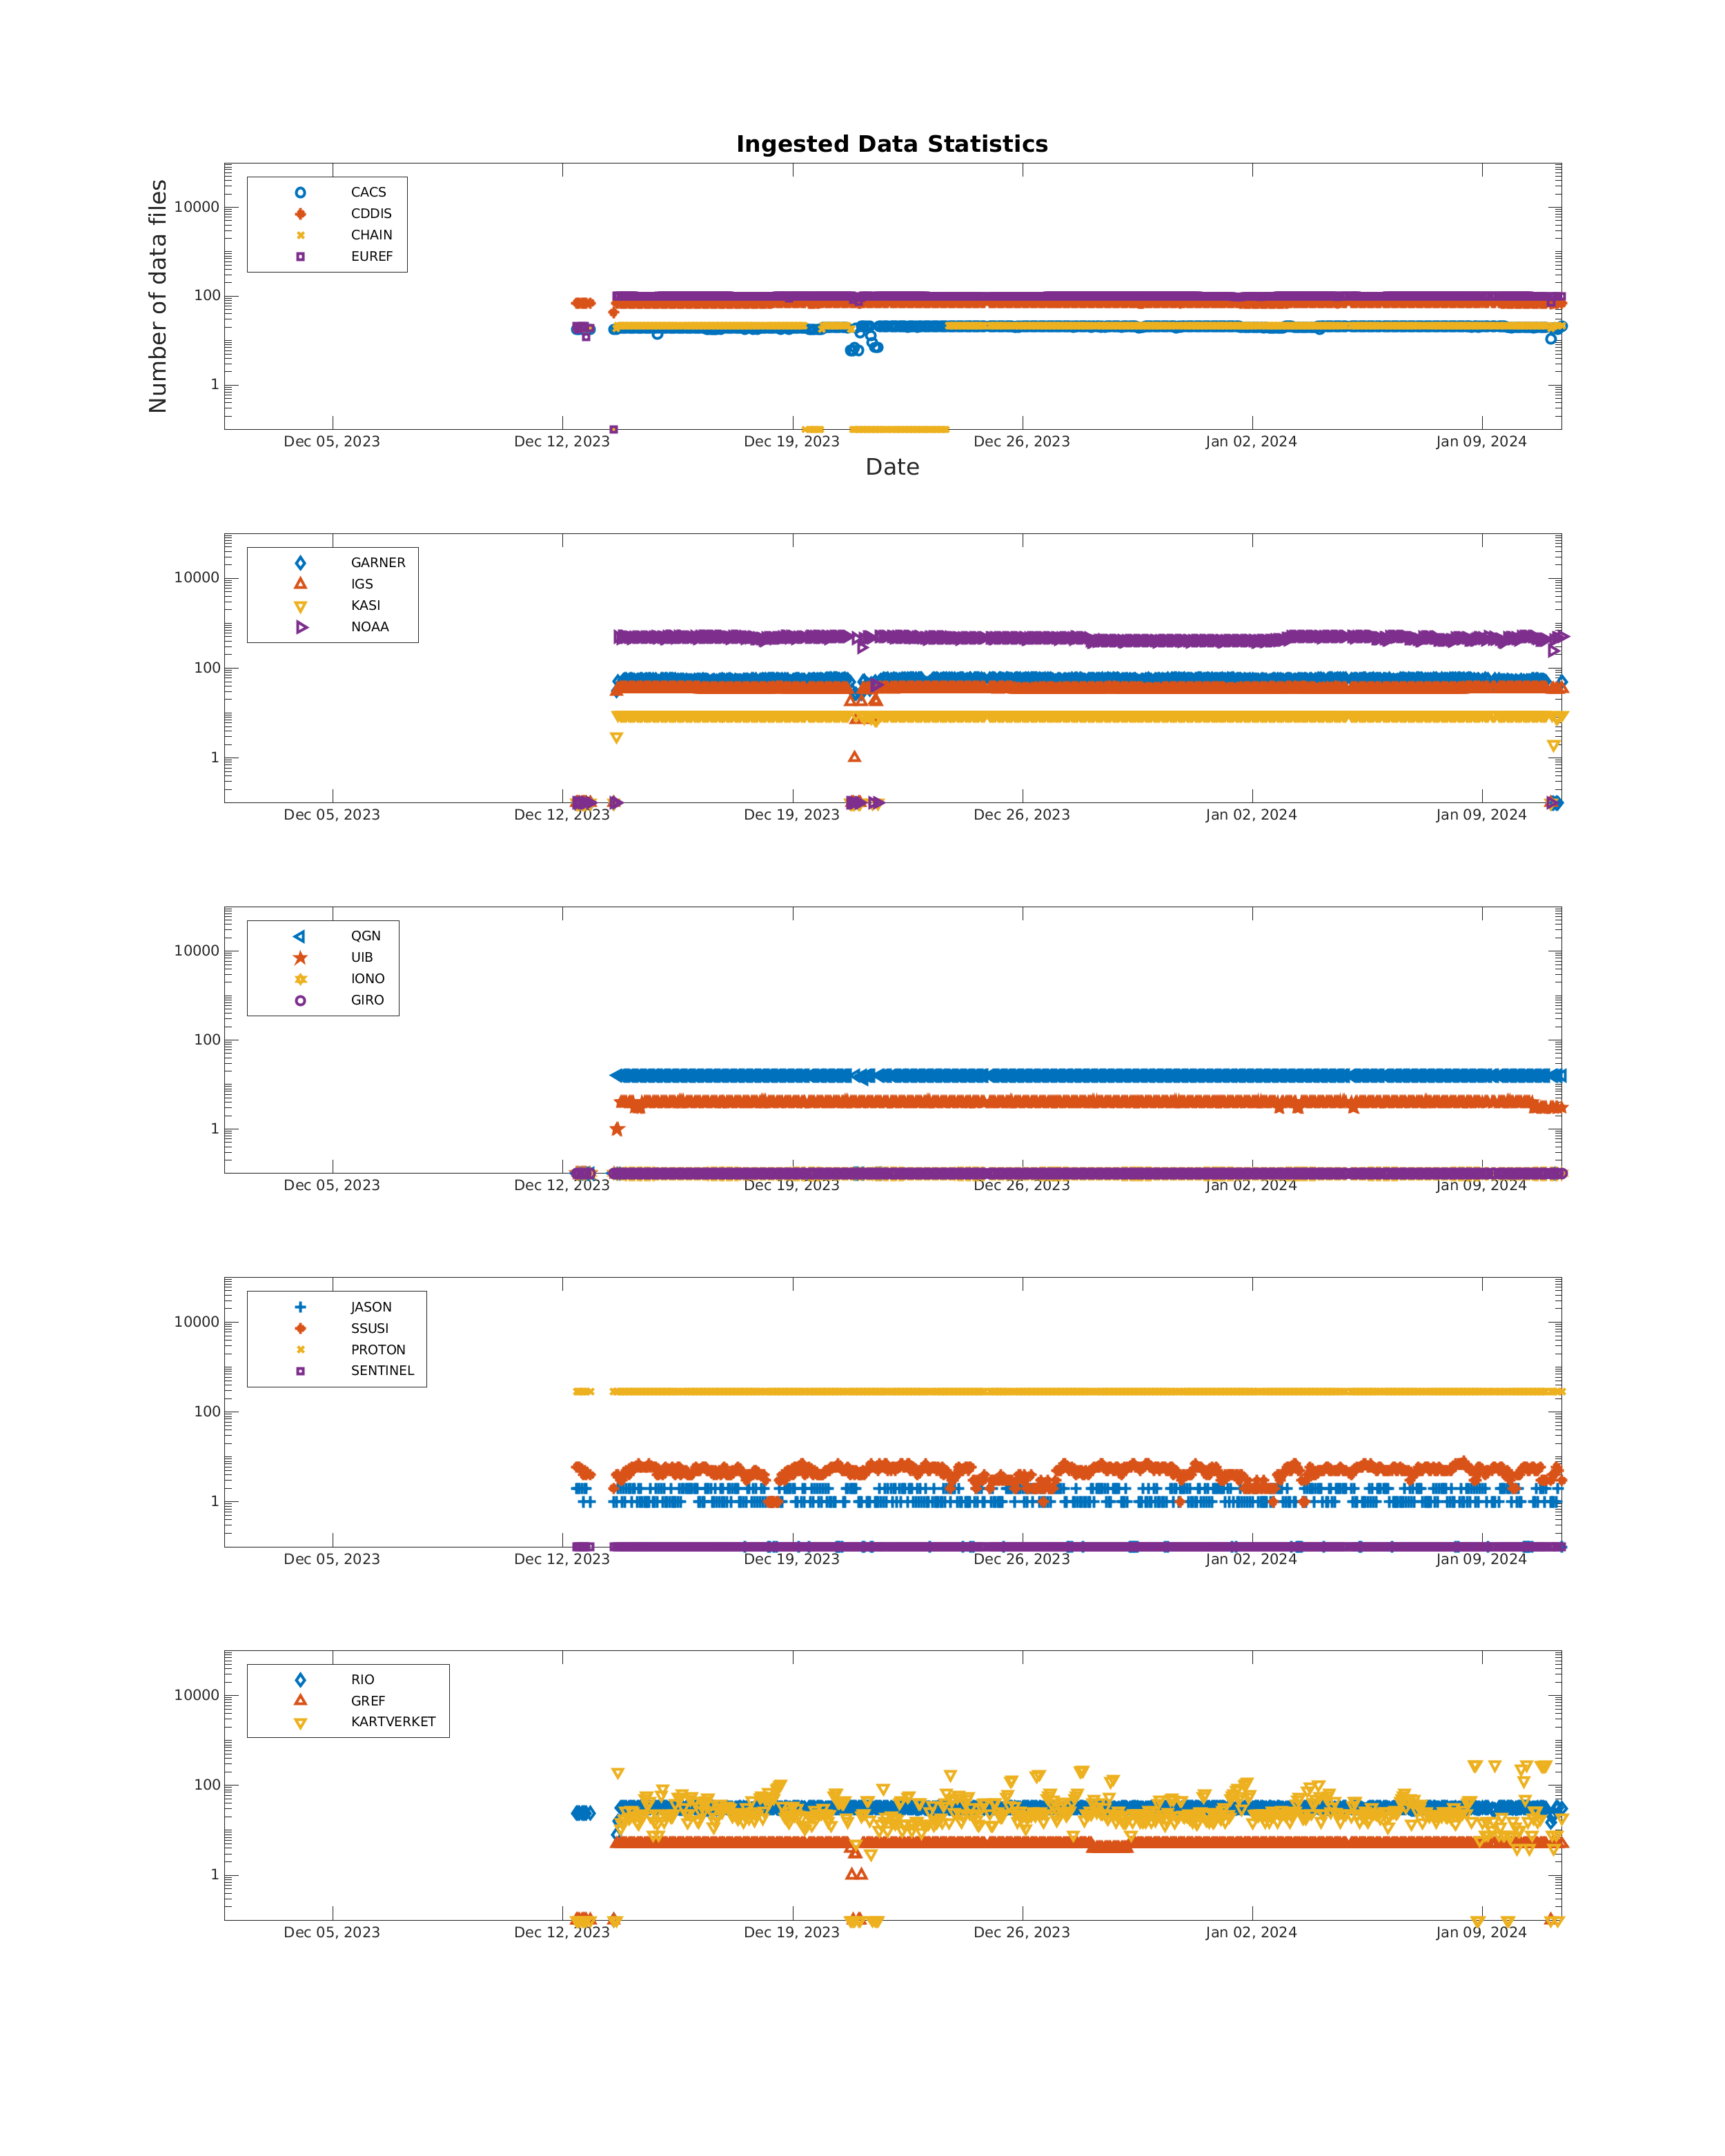 Ingested Data Statistics
Number of data files
10000
100
1
CACS
CDDIS
CHAIN
EUREF
Dec 05, 2023 Dec 12, 2023 Dec 19, 2023 Dec 26, 2023 Jan 02, 2024 Jan 09, 2024
Date
10000
100
1
GARNER
IGS
KASI
NOAA
Dec 05, 2023 Dec 12, 2023 Dec 19, 2023 Dec 26, 2023 Jan 02, 2024 Jan 09, 2024
10000
100
1
QGN
UIB
IONO
GIRO
Dec 05, 2023 Dec 12, 2023 Dec 19, 2023 Dec 26, 2023 Jan 02, 2024 Jan 09, 2024
10000
100
1
JASON
SSUSI
PROTON
SENTINEL
Dec 05, 2023 Dec 12, 2023 Dec 19, 2023 Dec 26, 2023 Jan 02, 2024 Jan 09, 2024
10000
100
1
RIO
GREF
KARTVERKET
Dec 05, 2023 Dec 12, 2023 Dec 19, 2023 Dec 26, 2023 Jan 02, 2024 Jan 09, 2024